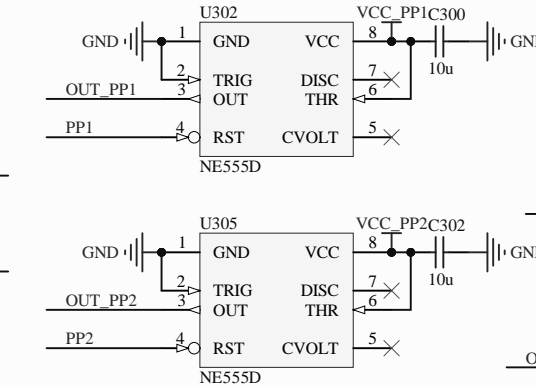 U302
VCC_PP1 C300
GND 1 GND VCC 8 GN
10u
2 TRIG DISC 7
OUT_PP1 3 OUT THR 6
PP1 4 RST CVOLT 5
NE555D
U305
VCC_PP2 C302
GND 1 GND VCC 8 GN
10u
2 TRIG DISC 7
OUT_PP2 3 OUT THR 6
PP2 4 RST CVOLT 5
NE555D